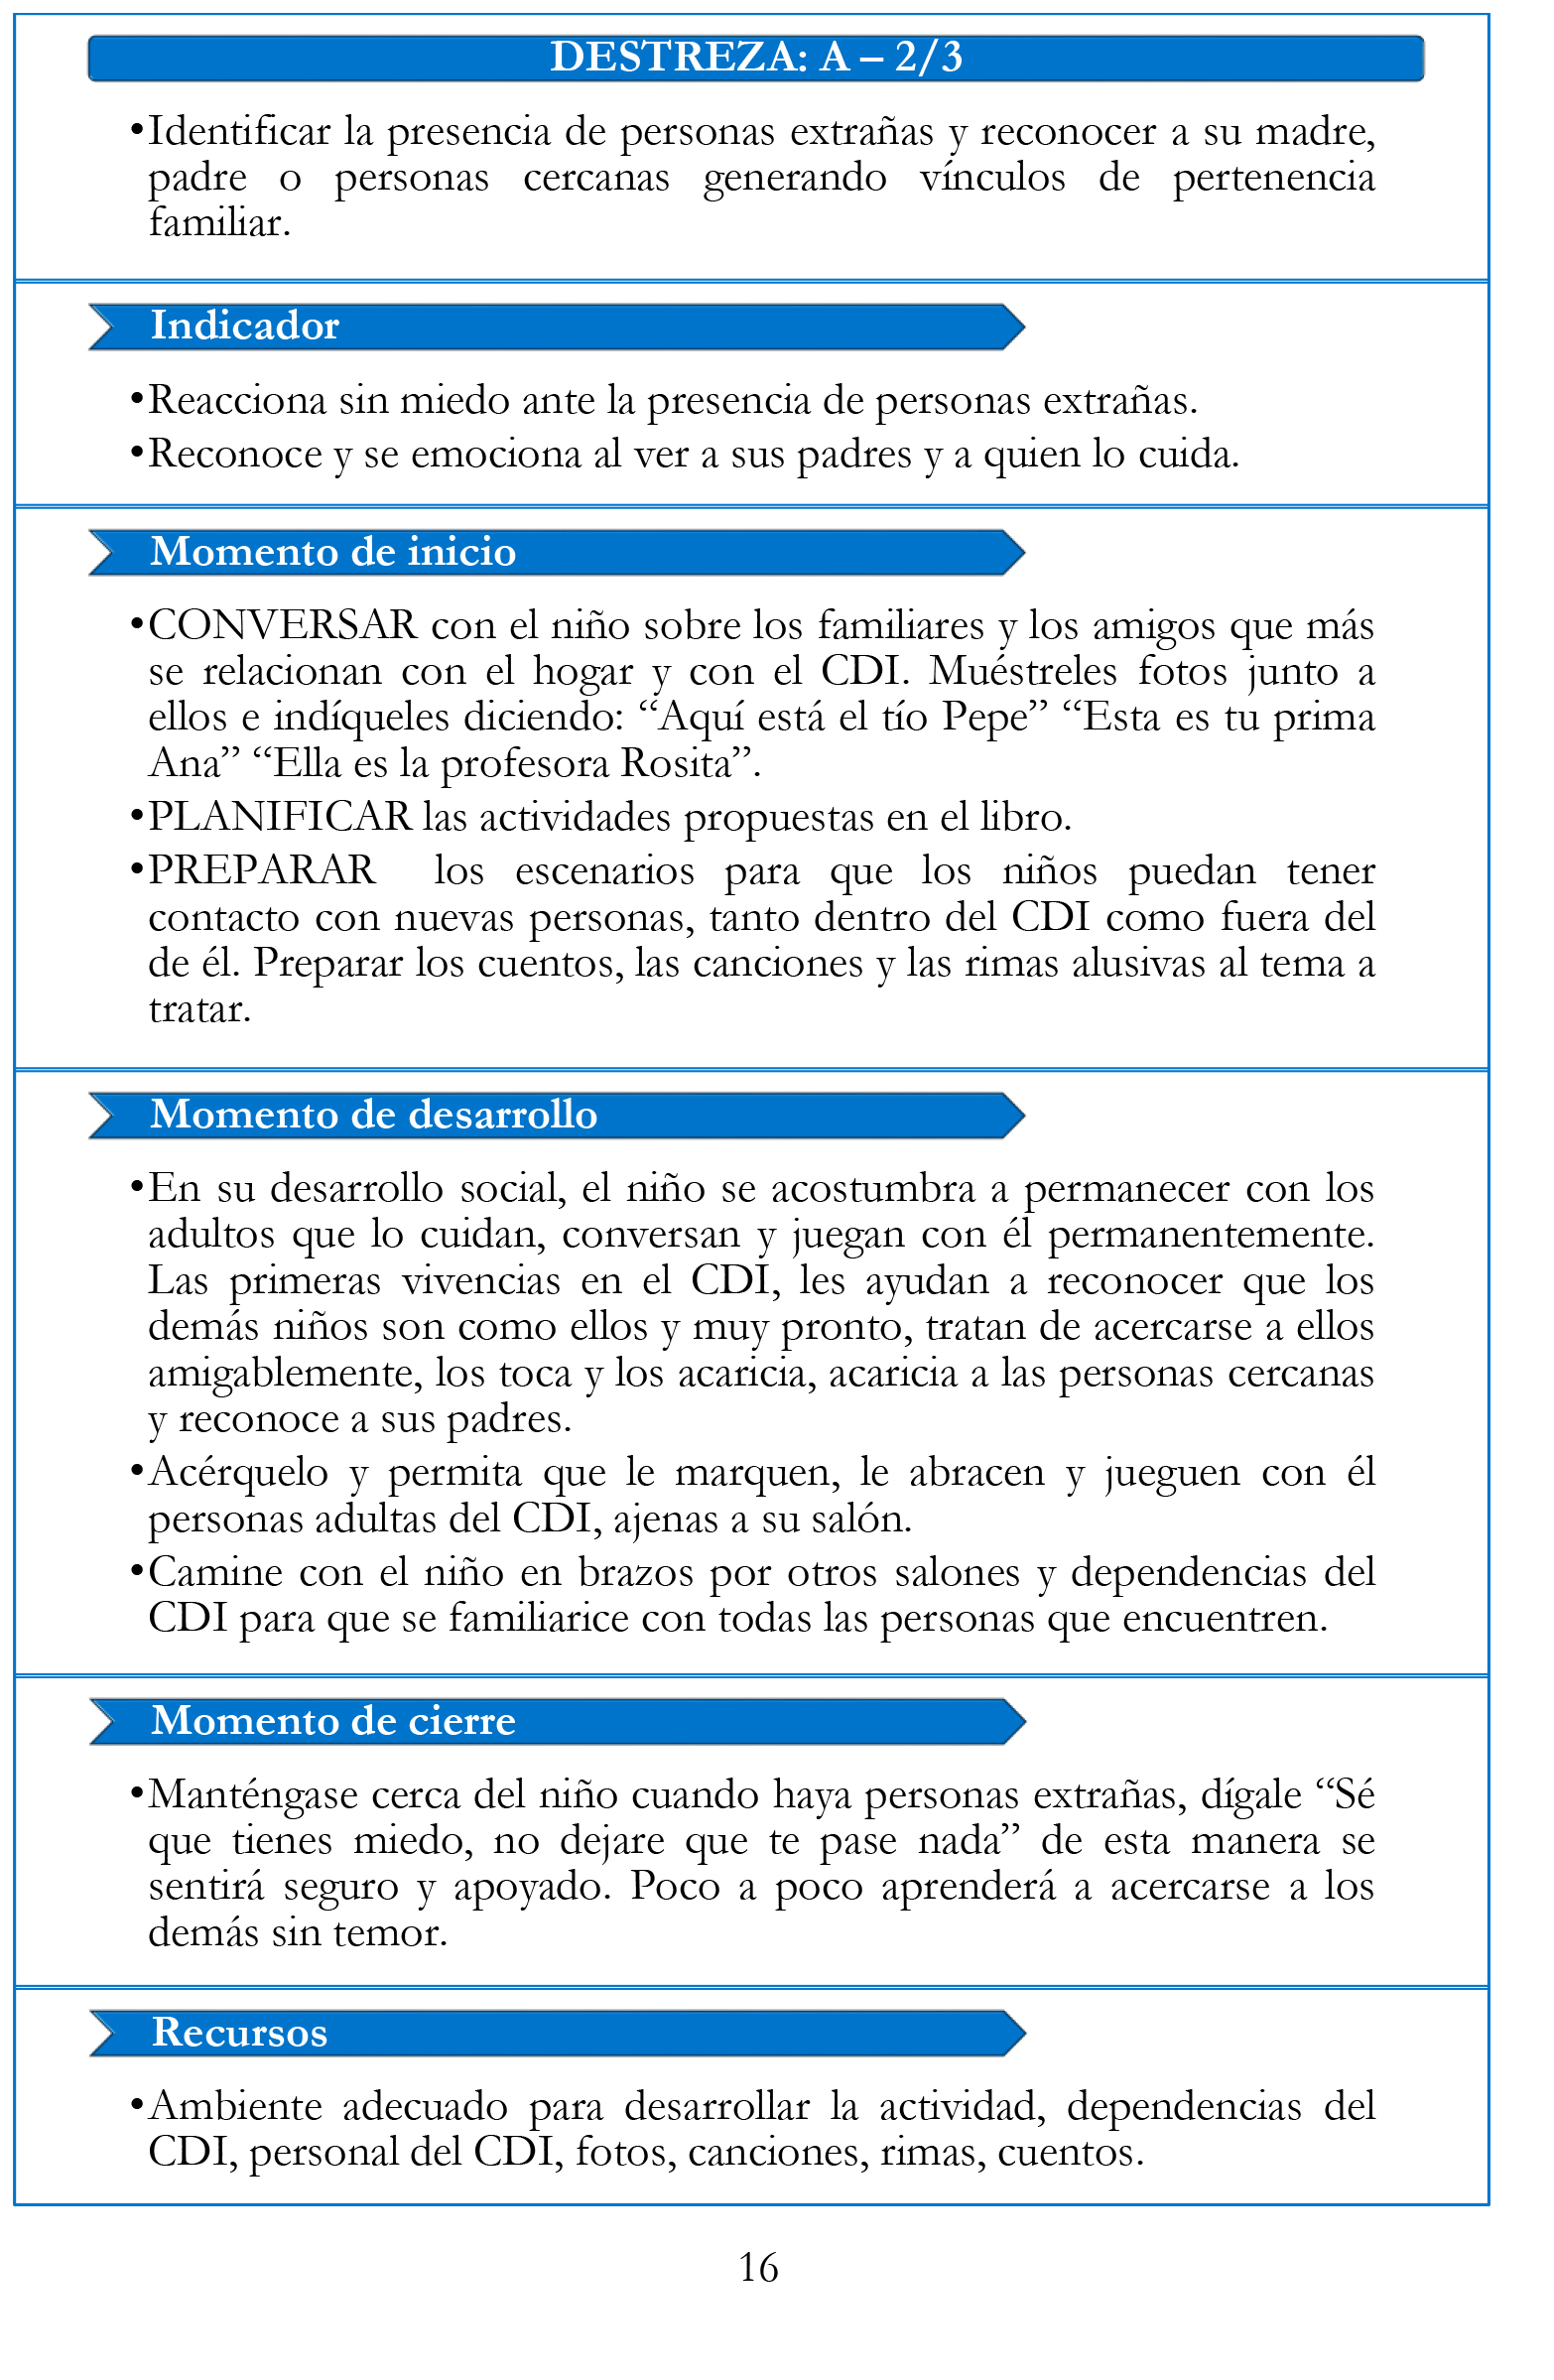 DESTREZA: A – 2/3
•Identificar la presencia de personas extrañas y reconocer a su madre,
padre o personas cercanas generando vínculos de pertenencia
familiar.
Indicador
•Reacciona sin miedo ante la presencia de personas extrañas.
•Reconoce y se emociona al ver a sus padres y a quien lo cuida.
Momento de inicio
•CONVERSAR con el niño sobre los familiares y los amigos que más
se relacionan con el hogar y con el CDI. Muéstreles fotos junto a
ellos e indíqueles diciendo: “Aquí está el tío Pepe” “Esta es tu prima
Ana” “Ella es la profesora Rosita”.
•PLANIFICAR las actividades propuestas en el libro.
•PREPARAR los escenarios para que los niños puedan tener
contacto con nuevas personas, tanto dentro del CDI como fuera del
de él. Preparar los cuentos, las canciones y las rimas alusivas al tema a
tratar.
Momento de desarrollo
•En su desarrollo social, el niño se acostumbra a permanecer con los
adultos que lo cuidan, conversan y juegan con él permanentemente.
Las primeras vivencias en el CDI, les ayudan a reconocer que los
demás niños son como ellos y muy pronto, tratan de acercarse a ellos
amigablemente, los toca y los acaricia, acaricia a las personas cercanas
y reconoce a sus padres.
•Acérquelo y permita que le marquen, le abracen y jueguen con él
personas adultas del CDI, ajenas a su salón.
•Camine con el niño en brazos por otros salones y dependencias del
CDI para que se familiarice con todas las personas que encuentren.
Momento de cierre
•Manténgase cerca del niño cuando haya personas extrañas, dígale “Sé
que tienes miedo, no dejare que te pase nada” de esta manera se
sentirá seguro y apoyado. Poco a poco aprenderá a acercarse a los
demás sin temor.
Recursos
•Ambiente adecuado para desarrollar la actividad, dependencias del
CDI, personal del CDI, fotos, canciones, rimas, cuentos.
16